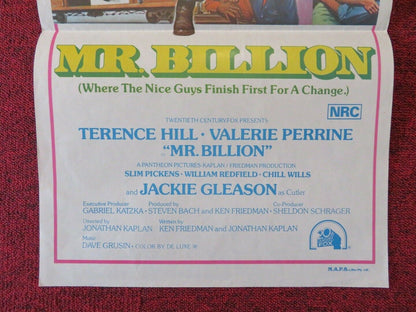 MR. BILLION
(Where The Nice Guys Finish First For A Change.)
NRC
TWENTIETH CENTURY-FOX PRESENTS
TERENCE HILL · VALERIE PERRINE
"MR. BILLION"
A PANTHEON PICTURES-KAPLAN / FRIEDMAN PRODUCTION
SLIM PICKENS · WILLIAM REDFIELD · CHILL WILLS
and JACKIE GLEASON as Cutler
Executive Producer Produced by Co-Producer
GABRIEL KATZKA · STEVEN BACH and KEN FRIEDMAN · SHELDON SCHRAGER
Directed by Written by
JONATHAN KAPLAN · KEN FRIEDMAN and JONATHAN KAPLAN
Music
DAVE GRUSIN · COLOR BY DE LUXE ®
20th CENTURY FOX
M.A.P.S.